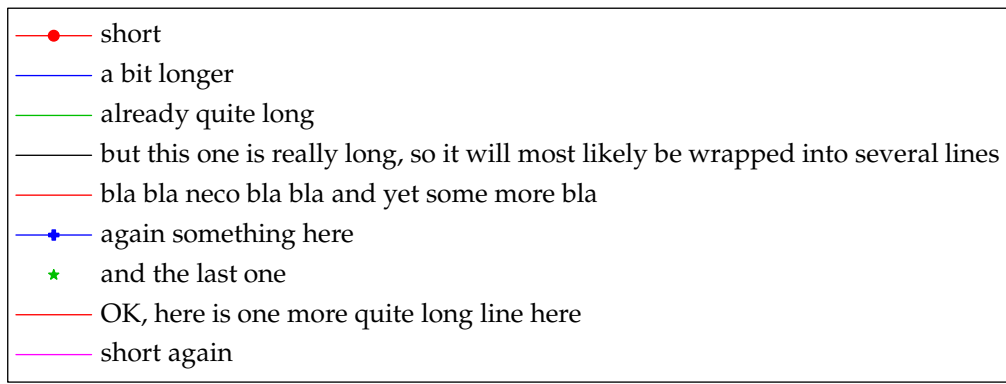 short
a bit longer
already quite long
but this one is really long, so it will most likely be wrapped into several lines
bla bla neco bla bla and yet some more bla
again something here
and the last one
OK, here is one more quite long line here
short again